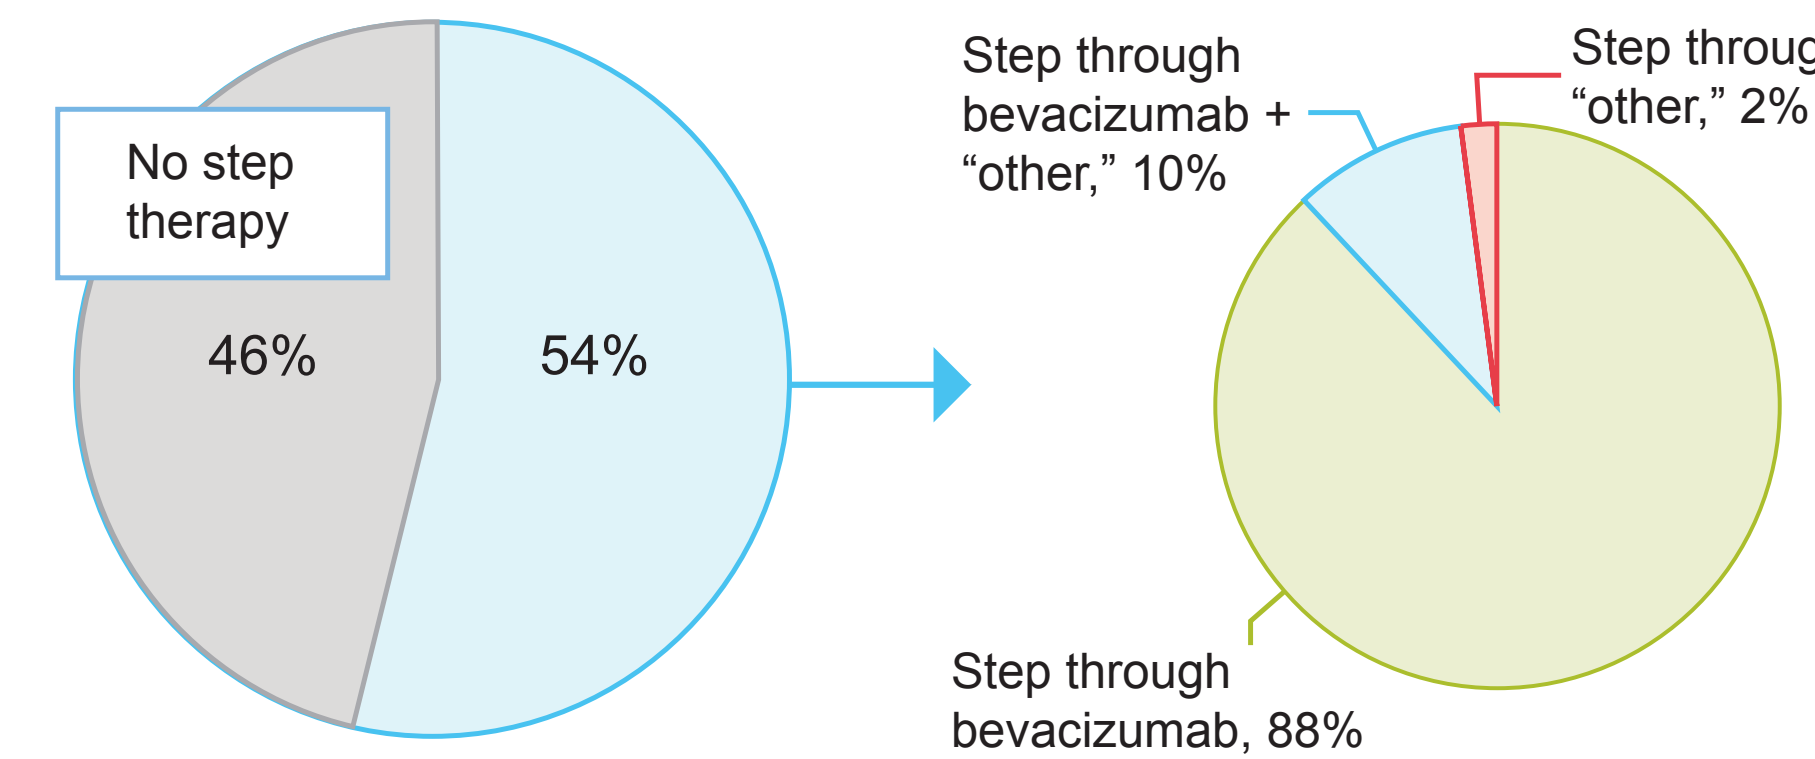 No step
therapy
46%
54%
Step through
bevacizumab +
“other,” 10%
Step throug
“other,” 2%
Step through
bevacizumab, 88%